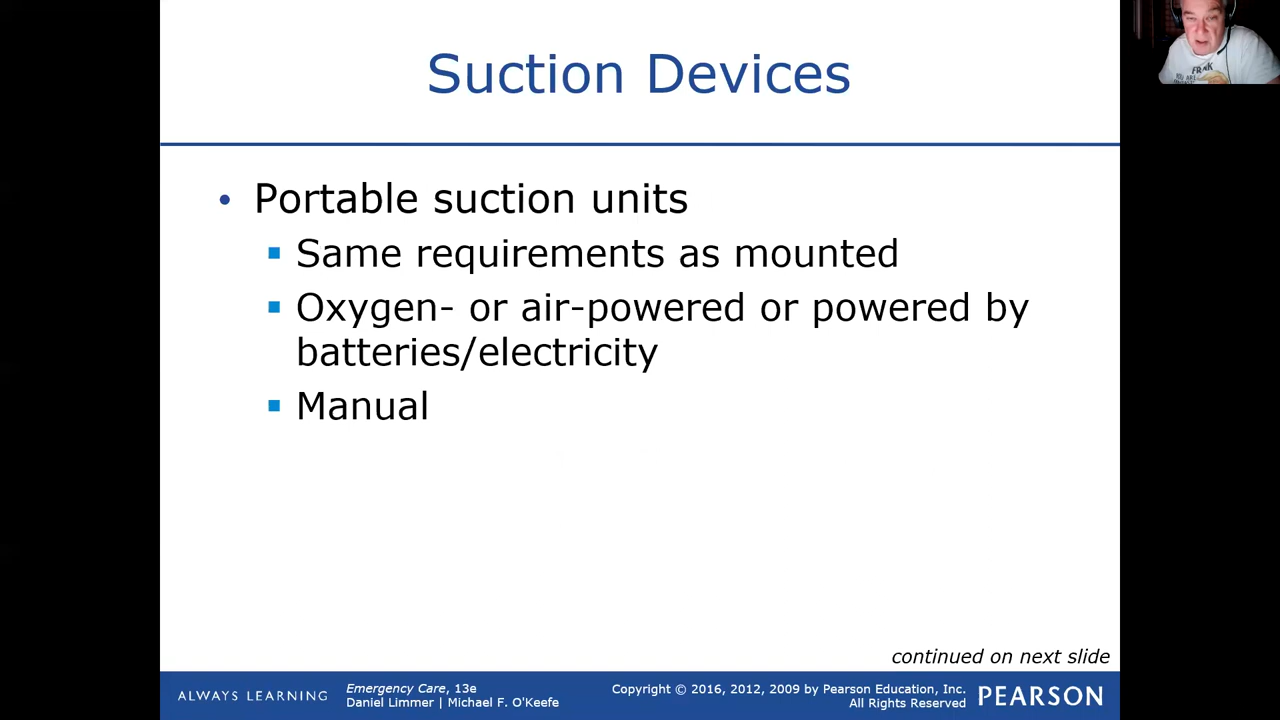 Suction Devices
• Portable suction units
▪ Same requirements as mounted
▪ Oxygen- or air-powered or powered by
batteries/electricity
▪ Manual
continued on next slide
ALWAYS LEARNING
Emergency Care, 13e
Daniel Limmer | Michael F. O'Keefe
Copyright © 2016, 2012, 2009 by Pearson Education, Inc.
All Rights Reserved
PEARSON
YOU ARE